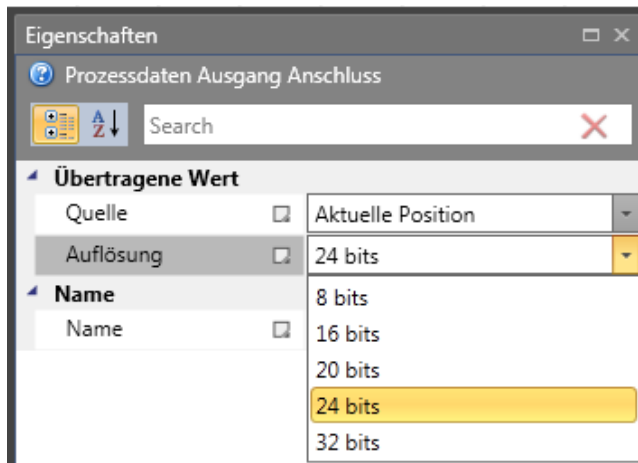 Eigenschaften
Prozessdaten Ausgang Anschluss
A Z Search
Übertragene Wert
Quelle Aktuelle Position
Auflösung 24 bits
Name
8 bits
Name 16 bits
20 bits
24 bits
32 bits